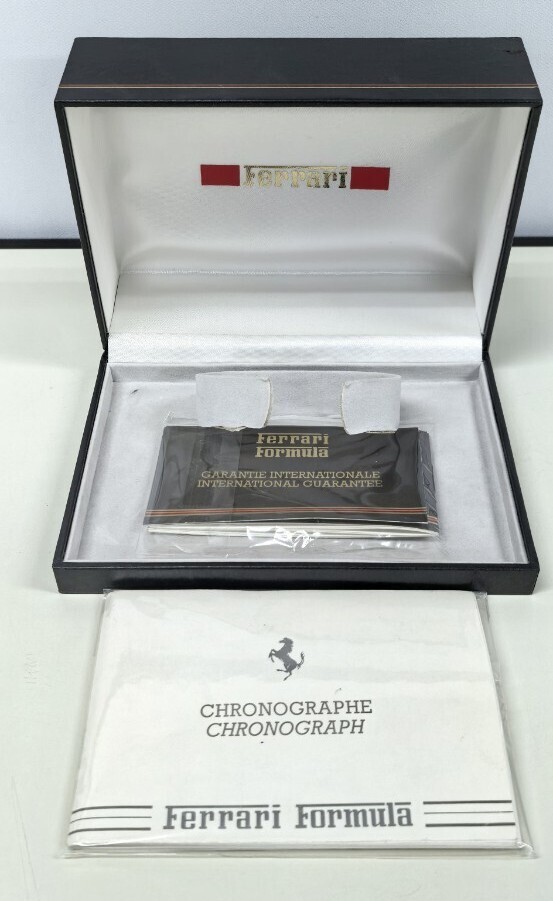 Ferrari
Ferrari
Formula
GARANTIE INTERNATIONALE
INTERNATIONAL GUARANTEE
CHRONOGRAPHE
CHRONOGRAPH
Ferrari Formula